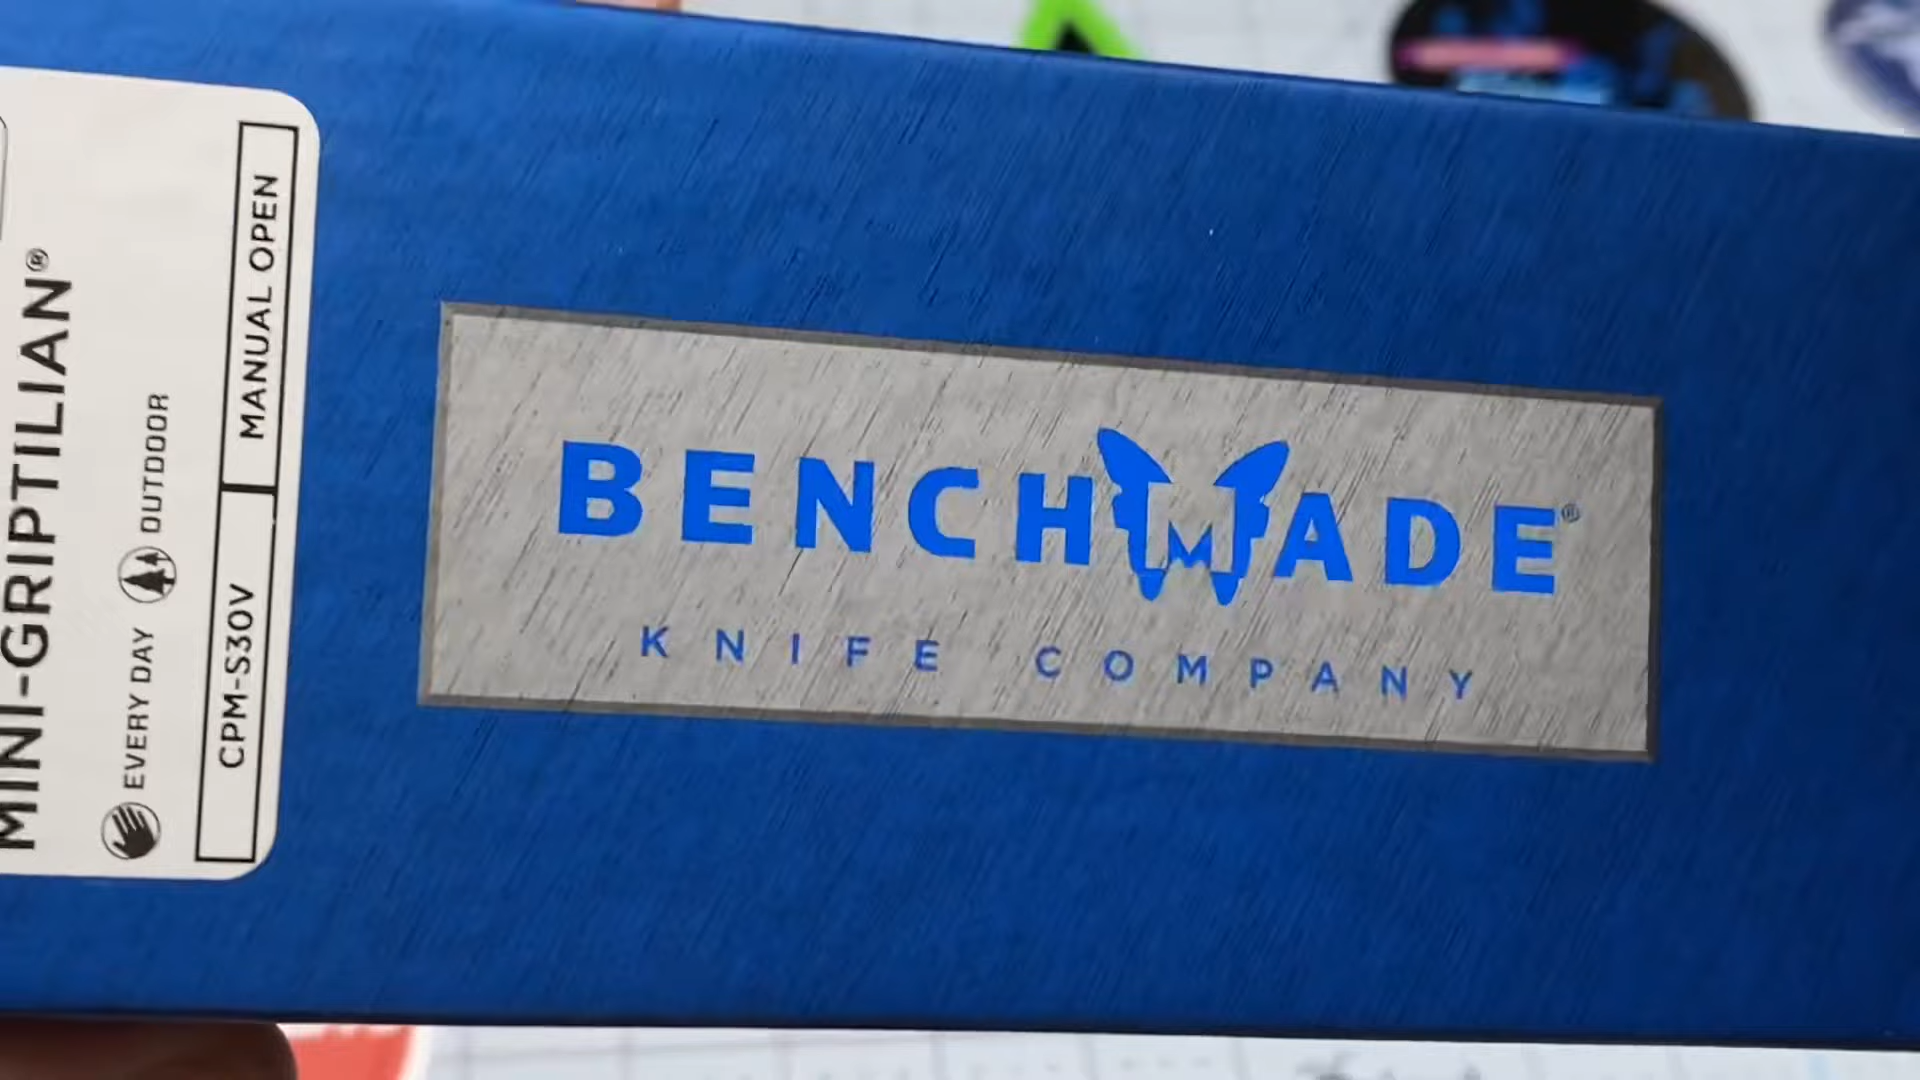 MINI-GRIPTILIAN®
EVERY DAY OUTDOOR
CPM-S30V MANUAL OPEN
BENCHMADE®
KNIFE COMPANY